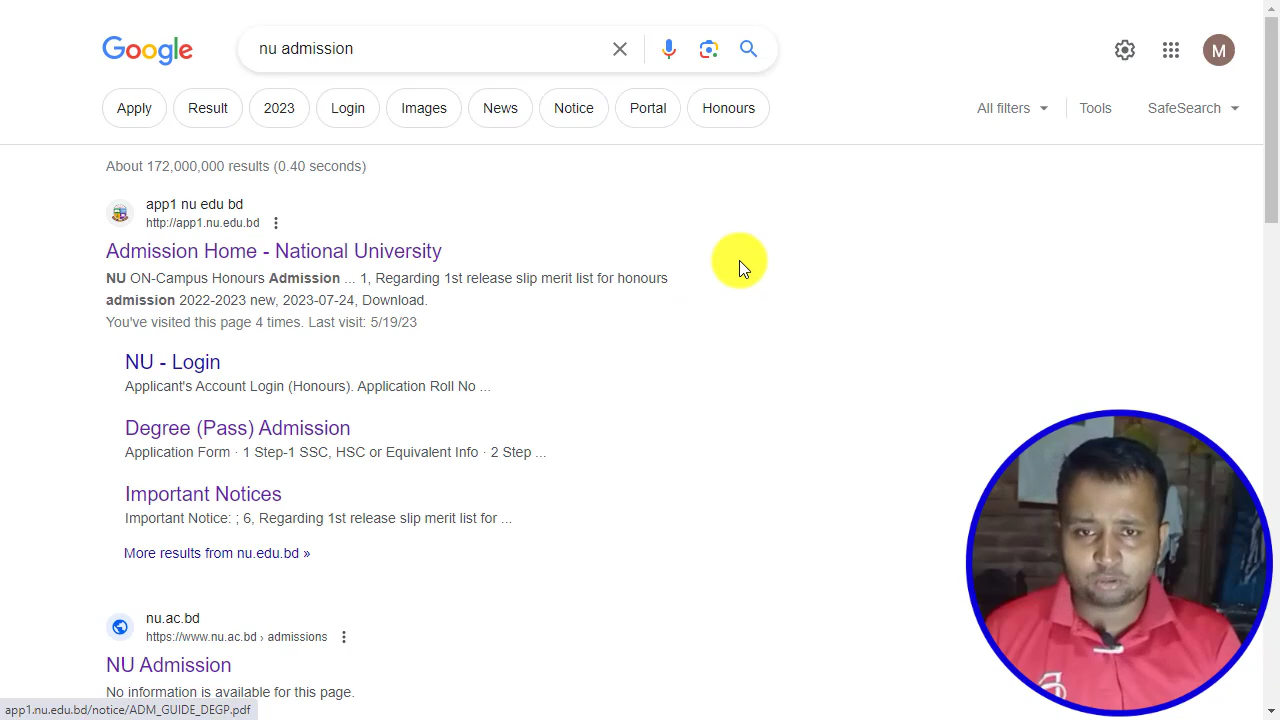 Google
nu admission
M
Apply
Result
2023
Login
Images
News
Notice
Portal
Honours
All filters
Tools
SafeSearch
About 172,000,000 results (0.40 seconds)
app1 nu edu bd
http://app1.nu.edu.bd
Admission Home - National University
NU ON-Campus Honours Admission ... 1, Regarding 1st release slip merit list for honours
admission 2022-2023 new, 2023-07-24, Download.
You've visited this page 4 times. Last visit: 5/19/23
NU - Login
Applicant's Account Login (Honours). Application Roll No ...
Degree (Pass) Admission
Application Form · 1 Step-1 SSC, HSC or Equivalent Info · 2 Step ...
Important Notices
Important Notice: ; 6, Regarding 1st release slip merit list for ...
More results from nu.edu.bd »
nu.ac.bd
https://www.nu.ac.bd › admissions
NU Admission
No information is available for this page.
app1.nu.edu.bd/notice/ADM_GUIDE_DEGP.pdf